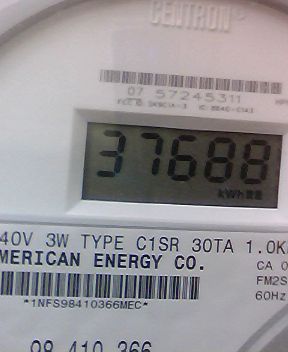 CENTRON
07 57245311
37688
kWh
40V 3W TYPE C1SR 30TA 1.0K
MERICAN ENERGY CO.
CA 0
FM2S
60Hz
*1NFS98410366MEC*
98 410 366